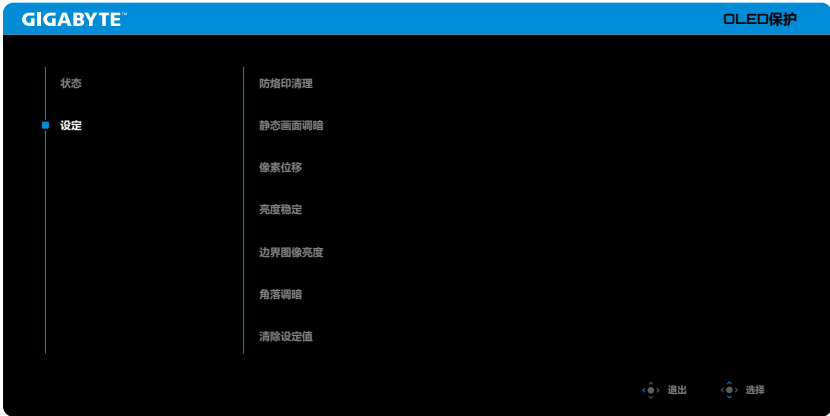 GIGABYTE™
OLED保护
状态
设定
防烙印清理
静态画面调暗
像素位移
亮度稳定
边界图像亮度
角落调暗
清除设定值
退出
选择